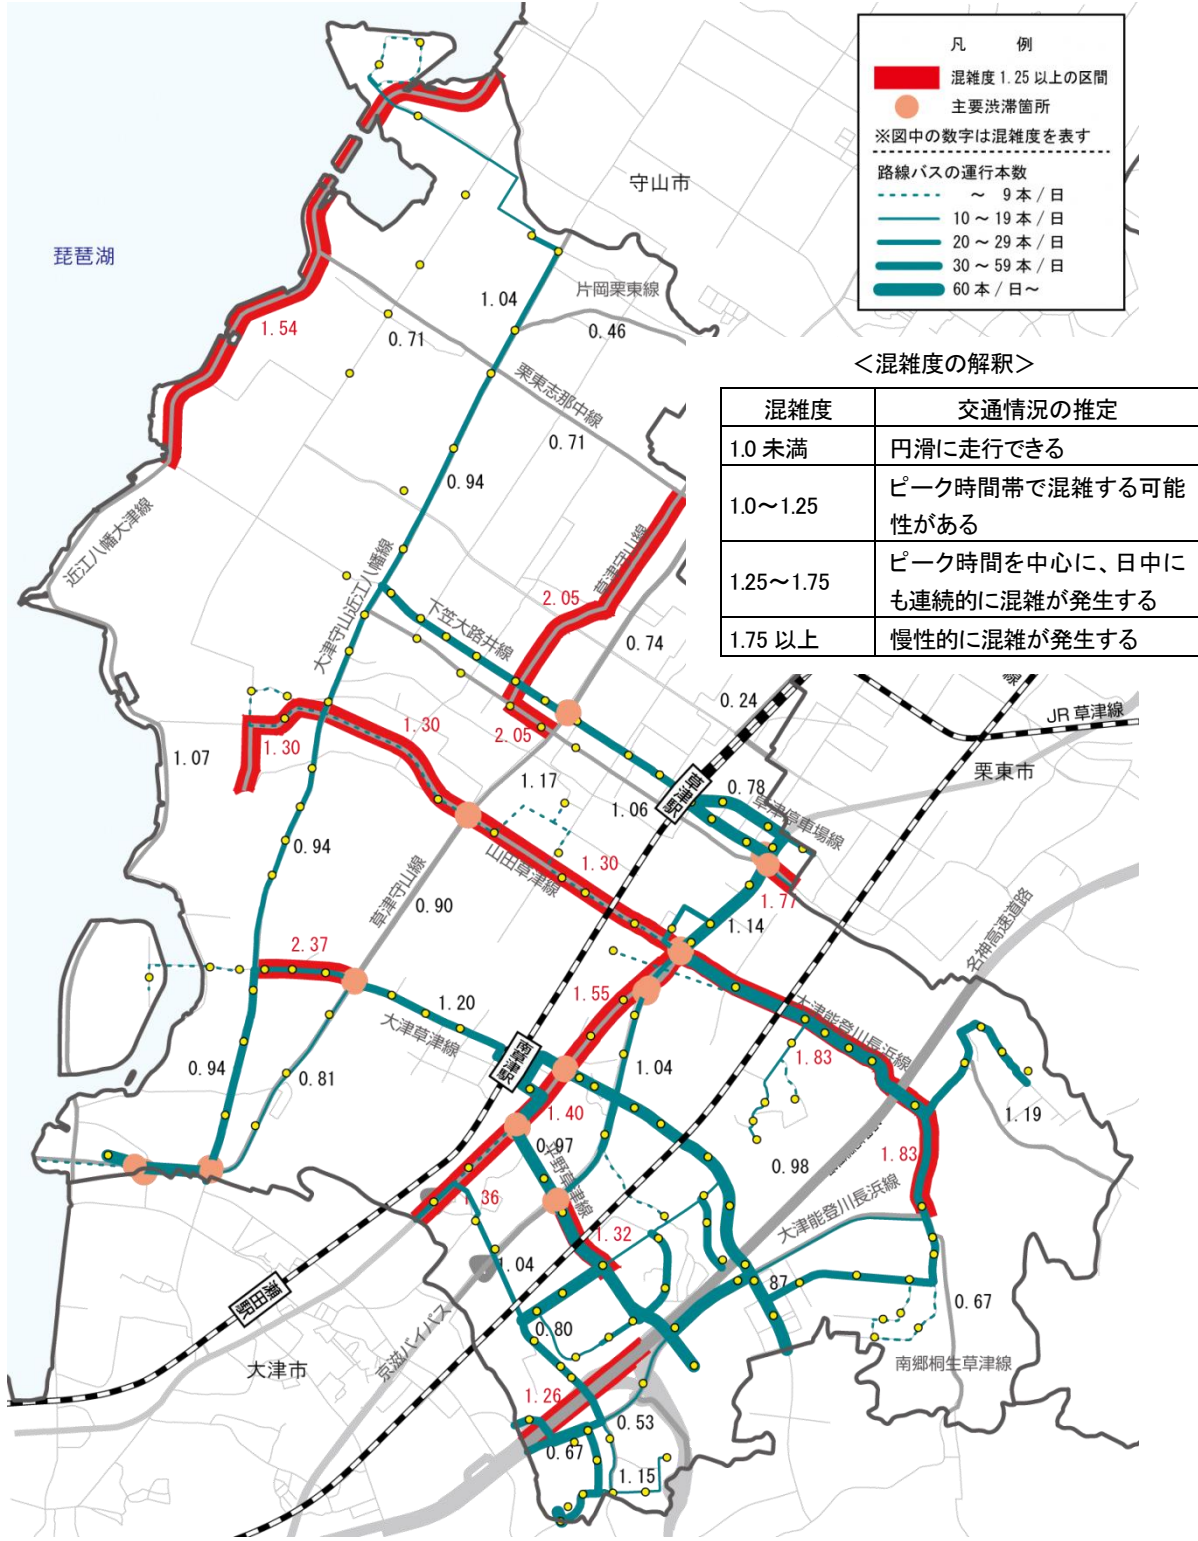 凡　例
混雑度 1.25 以上の区間
主要渋滞箇所
※図中の数字は混雑度を表す
路線バスの運行本数
～ 9 本 / 日
10 ～ 19 本 / 日
20 ～ 29 本 / 日
30 ～ 59 本 / 日
60 本 / 日～
守山市
琵琶湖
片岡栗東線
1.04
0.46
1.54
0.71
＜混雑度の解釈＞
混雑度 交通情況の推定
1.0 未満 円滑に走行できる
1.0～1.25 ピーク時間帯で混雑する可能
性がある
1.25～1.75 ピーク時間を中心に、日中に
も連続的に混雑が発生する
1.75 以上 慢性的に混雑が発生する
栗東志那中線
0.71
0.94
近江八幡大津線
大津守山近江八幡線
草津守山線
2.05
下笠大路井線
0.74
0.24
JR 草津線
栗東市
1.30
1.30
2.05
1.07
1.17
草津駅
0.78
1.06
草津停車場線
0.94
山田草津線
1.30
1.77
草津守山線
0.90
1.14
名神高速道路
2.37
1.55
1.20
大津草津線
大津能登川長浜線
1.83
南草津駅
0.94
0.81
1.04
1.40
0.97
1.19
平野草津線
0.98
1.83
大津能登川長浜線
1.36
1.32
1.04
87
瀬田駅
0.80
0.67
京滋バイパス
大津市
南郷桐生草津線
1.26
0.53
0.67
1.15